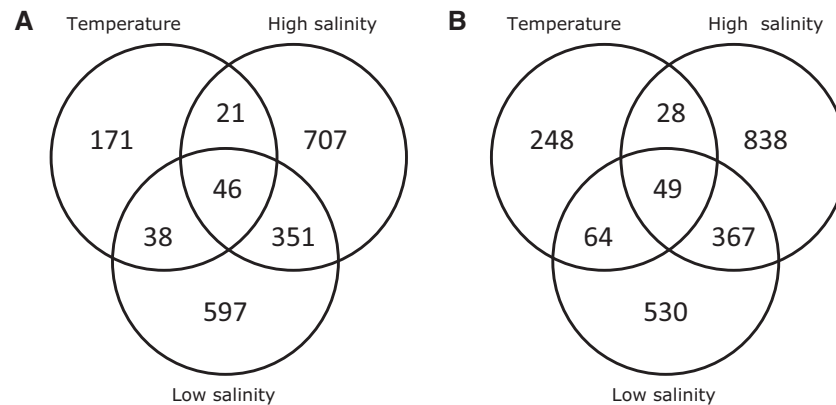 A
Temperature
High salinity
171
21
707
46
38
351
597
Low salinity
B
Temperature
High salinity
248
28
838
49
64
367
530
Low salinity